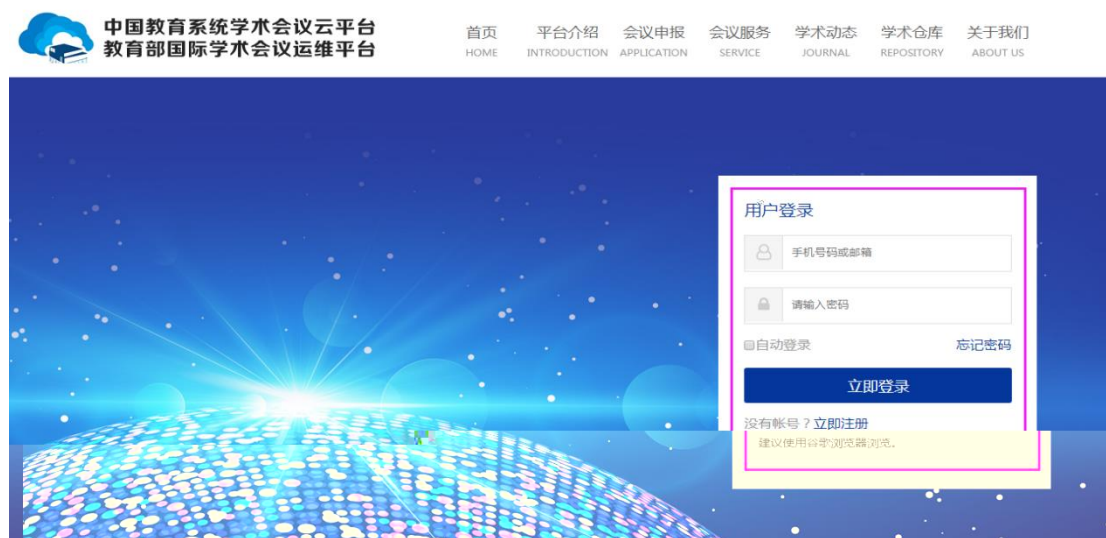 中国教育系统学术会议云平台
教育部国际学术会议运维平台
首页 平台介绍 会议申报 会议服务 学术动态 学术仓库 关于我们
HOME INTRODUCTION APPLICATION SERVICE JOURNAL REPOSITORY ABOUT US
用户登录
手机号码或邮箱
请输入密码
自动登录 忘记密码
立即登录
没有帐号？立即注册
建议使用谷歌浏览器浏览。